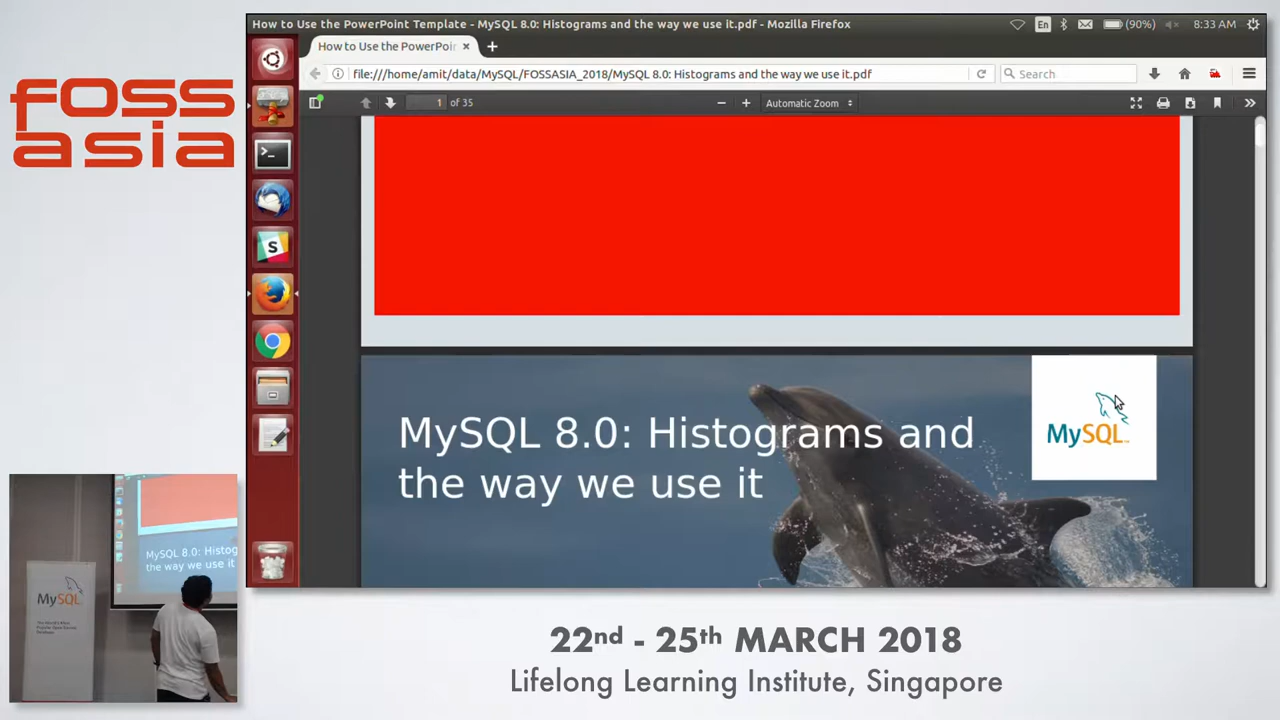 How to Use the PowerPoint Template - MySQL 8.0: Histograms and the way we use it.pdf - Mozilla Firefox
En
(90%)
8:33 AM
foss
asia
How to Use the PowerPoin
file:///home/amit/data/MySQL/FOSSASIA_2018/MySQL 8.0: Histograms and the way we use it.pdf
Search
1 of 35
Automatic Zoom
MySQL 8.0: Histograms and
the way we use it
MySQL™
MySQL 8.0: Histog
the way we use it
MySQL
22nd - 25th MARCH 2018
Lifelong Learning Institute, Singapore